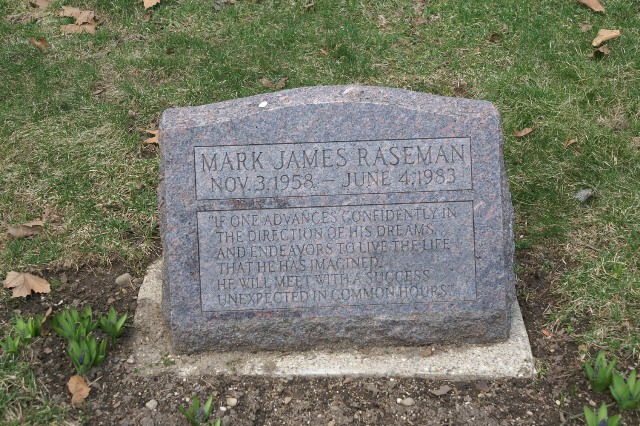 MARK JAMES RASEMAN
NOV. 3, 1958 - JUNE 4, 1983
"IF ONE ADVANCES CONFIDENTLY IN
THE DIRECTION OF HIS DREAMS,
AND ENDEAVORS TO LIVE THE LIFE
THAT HE HAS IMAGINED,
HE WILL MEET WITH A SUCCESS
UNEXPECTED IN COMMON HOURS"